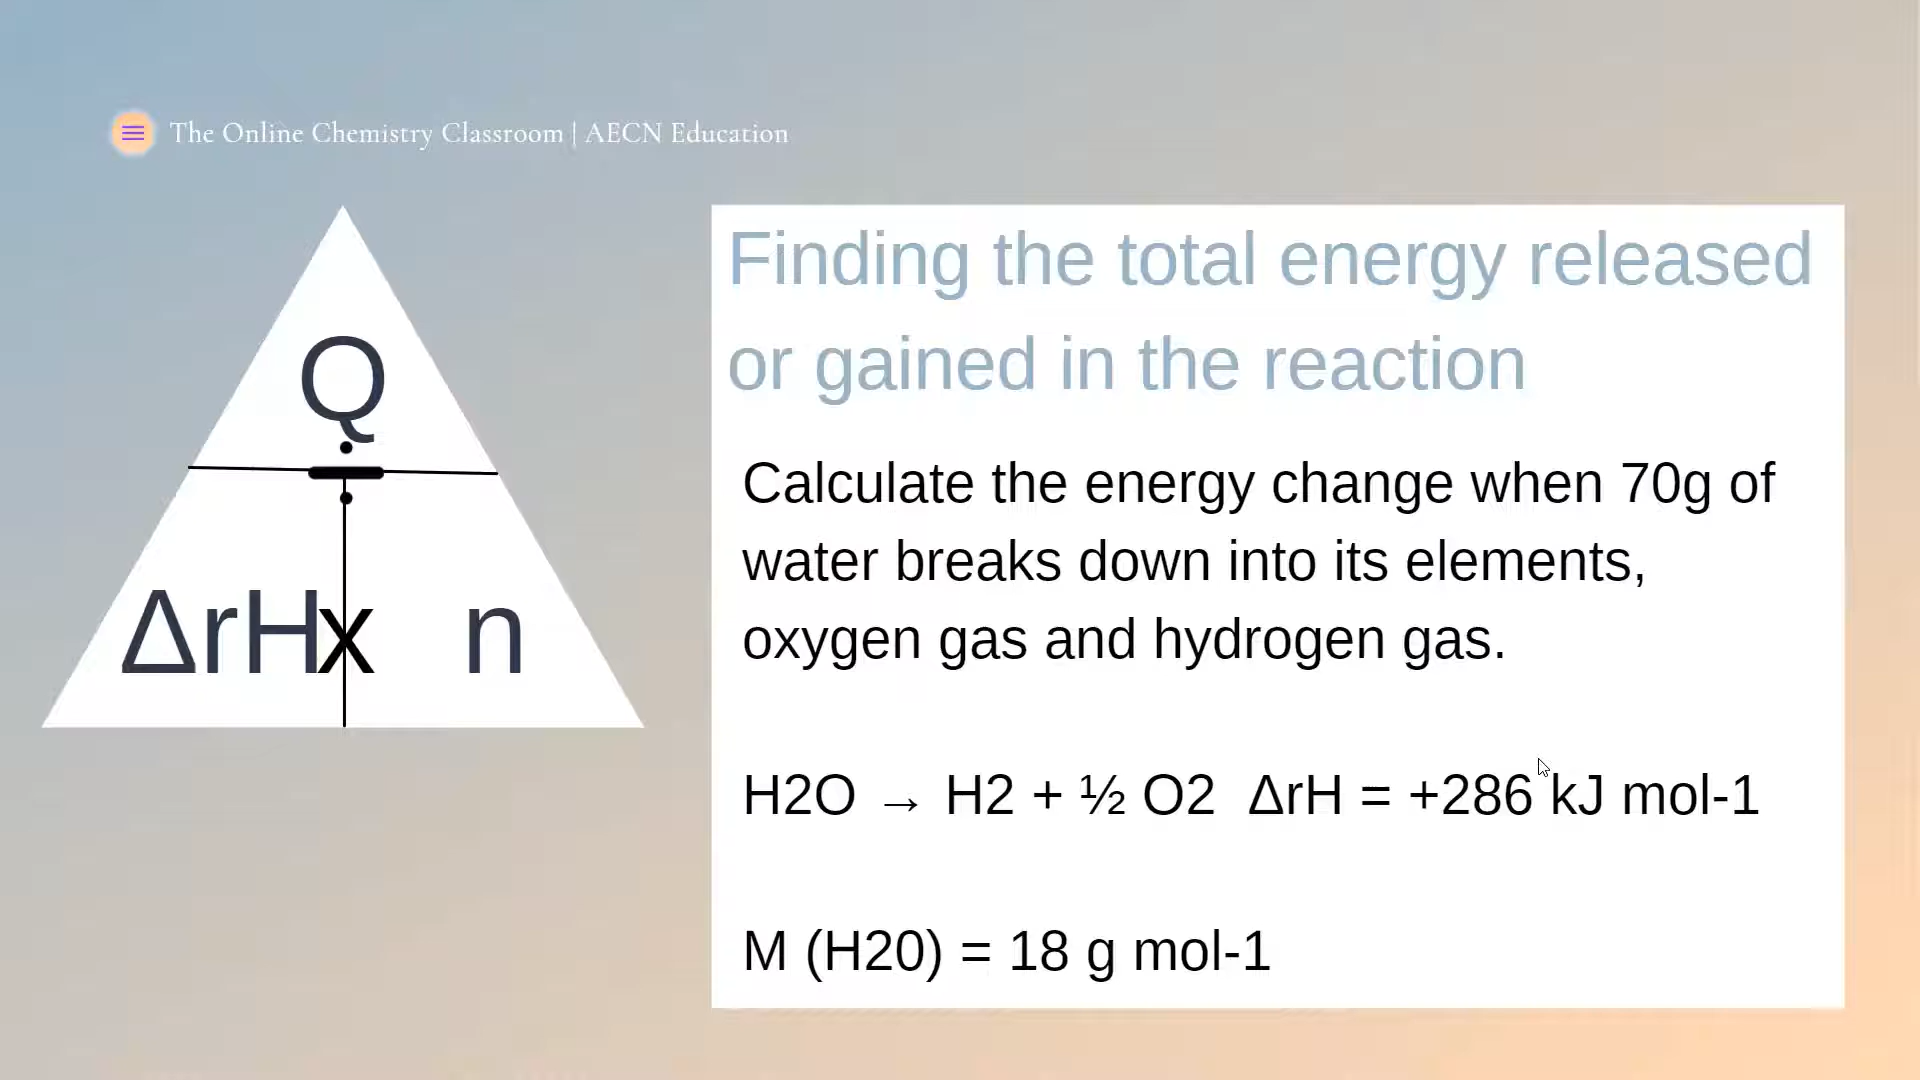 The Online Chemistry Classroom | AECN Education
Q
÷
ΔrH x n
Finding the total energy released
or gained in the reaction
Calculate the energy change when 70g of
water breaks down into its elements,
oxygen gas and hydrogen gas.
H2O → H2 + ½ O2 ΔrH = +286 kJ mol-1
M (H20) = 18 g mol-1